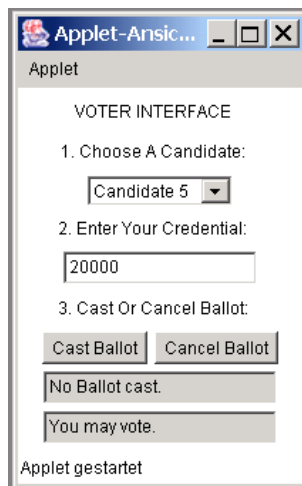 Applet-Ansic...
Applet
VOTER INTERFACE
1. Choose A Candidate:
Candidate 5
2. Enter Your Credential:
20000
3. Cast Or Cancel Ballot:
Cast Ballot Cancel Ballot
No Ballot cast.
You may vote.
Applet gestartet